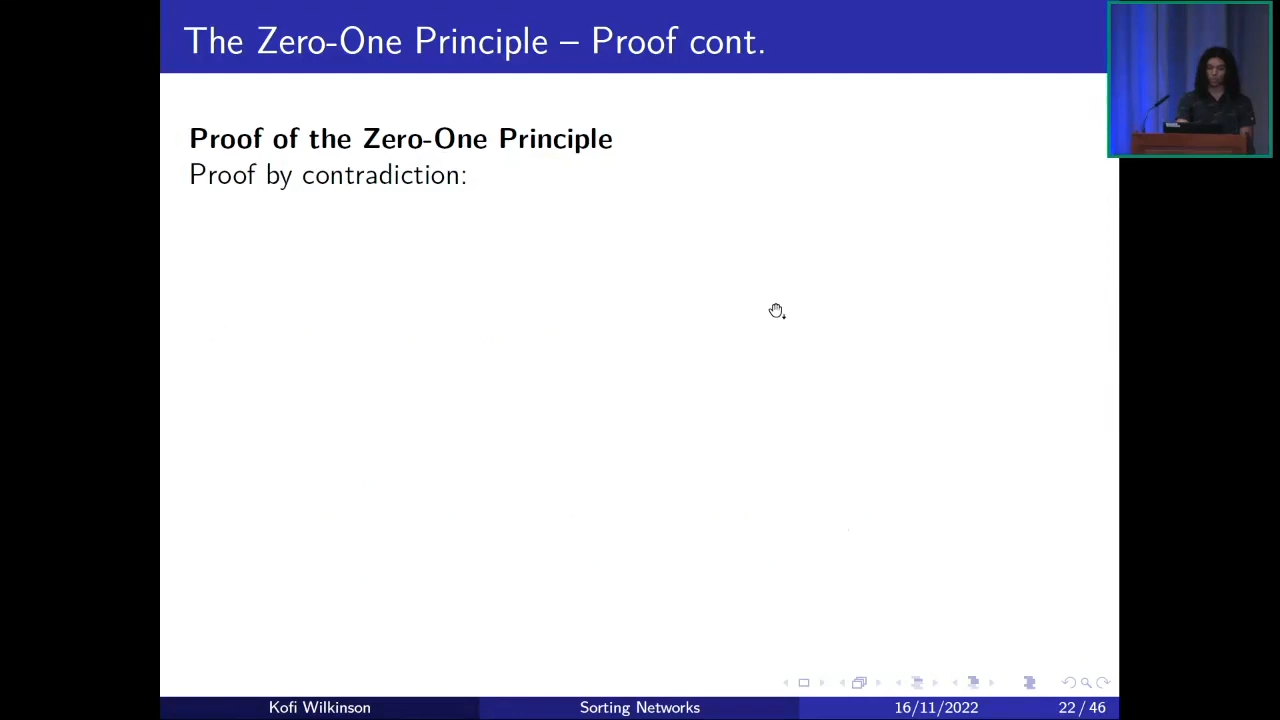 The Zero-One Principle – Proof cont.
Proof of the Zero-One Principle
Proof by contradiction:
Kofi Wilkinson Sorting Networks 16/11/2022 22 / 46